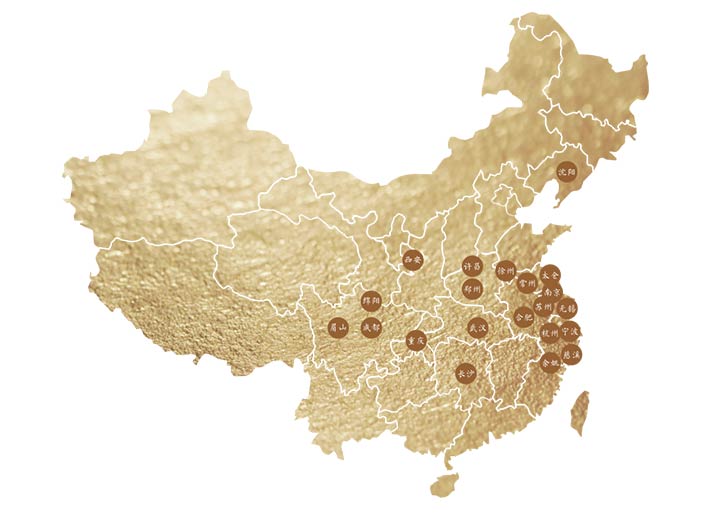 沈阳
西安
许昌
徐州
太仓
常州
郑州
南京
绵阳
苏州
无锡
合肥
眉山
成都
武汉
杭州
宁波
重庆
慈溪
余姚
长沙